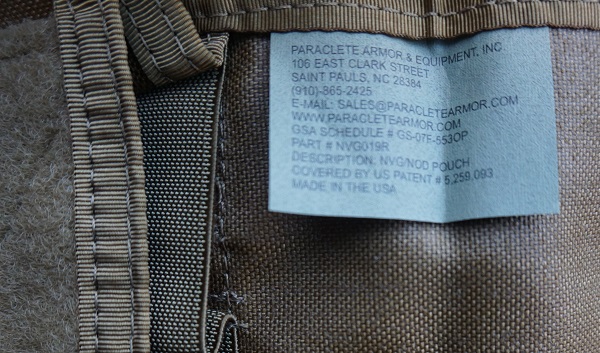 PARACLETE ARMOR & EQUIPMENT, INC.
106 EAST CLARK STREET
SAINT PAULS, NC 28384
(910)-865-2425
E-MAIL: SALES@PARACLETEARMOR.COM
WWW.PARACLETEARMOR.COM
GSA SCHEDULE # GS-07F-5530P
PART # NVG019R
DESCRIPTION: NVG/NOD POUCH
COVERED BY US PATENT # 5,259,093
MADE IN THE USA